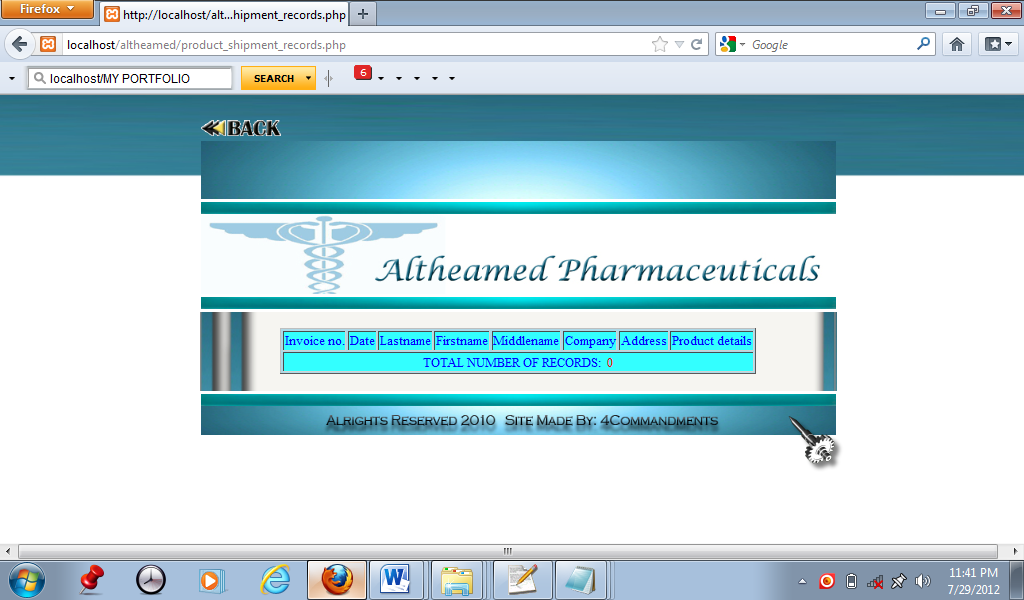 Firefox
http://localhost/alt...hipment_records.php
localhost/altheamed/product_shipment_records.php
Google
localhost/MY PORTFOLIO
SEARCH
6
BACK
Altheamed Pharmaceuticals
Invoice no. Date Lastname Firstname Middlename Company Address Product details
TOTAL NUMBER OF RECORDS: 0
Alrights Reserved 2010 Site Made By: 4Commandments
11:41 PM
7/29/2012